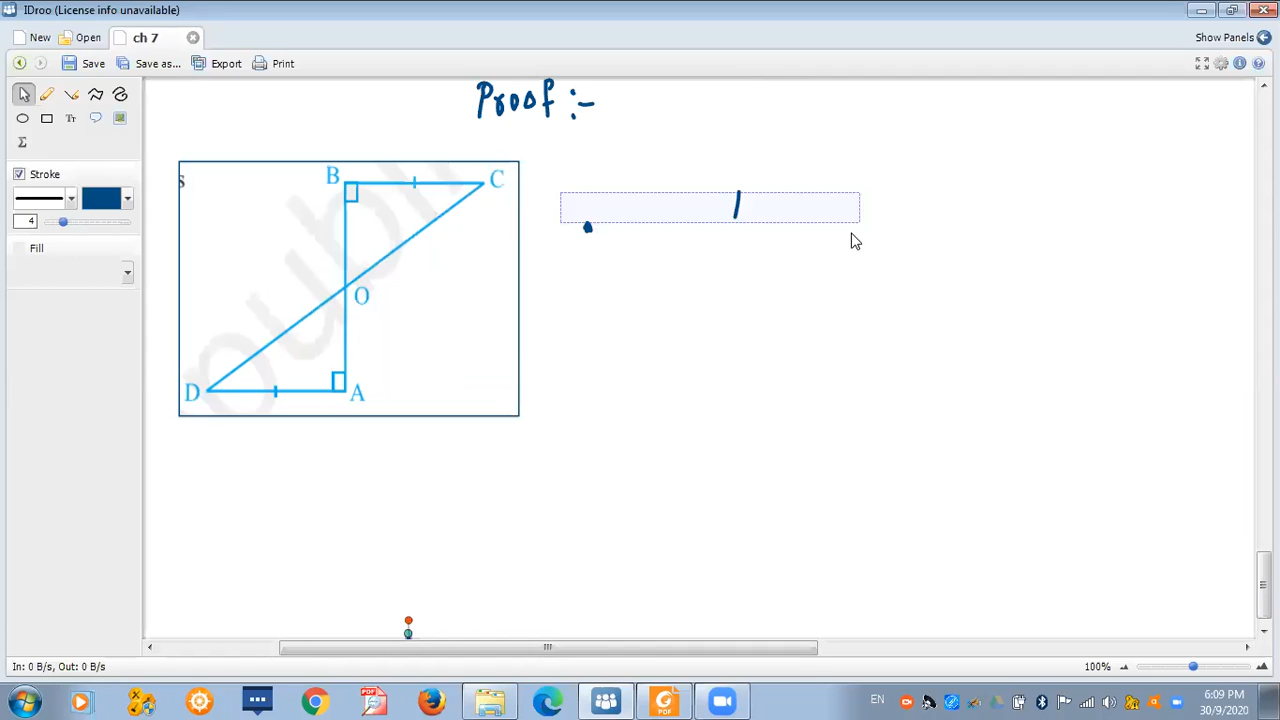 IDroo (License info unavailable)
New Open ch 7 Show Panels
Save Save as... Export Print
Proof :-
Stroke
4
Fill
s
B C
O
D A
In: 0 B/s, Out: 0 B/s 100%
EN 6:09 PM
30/9/2020